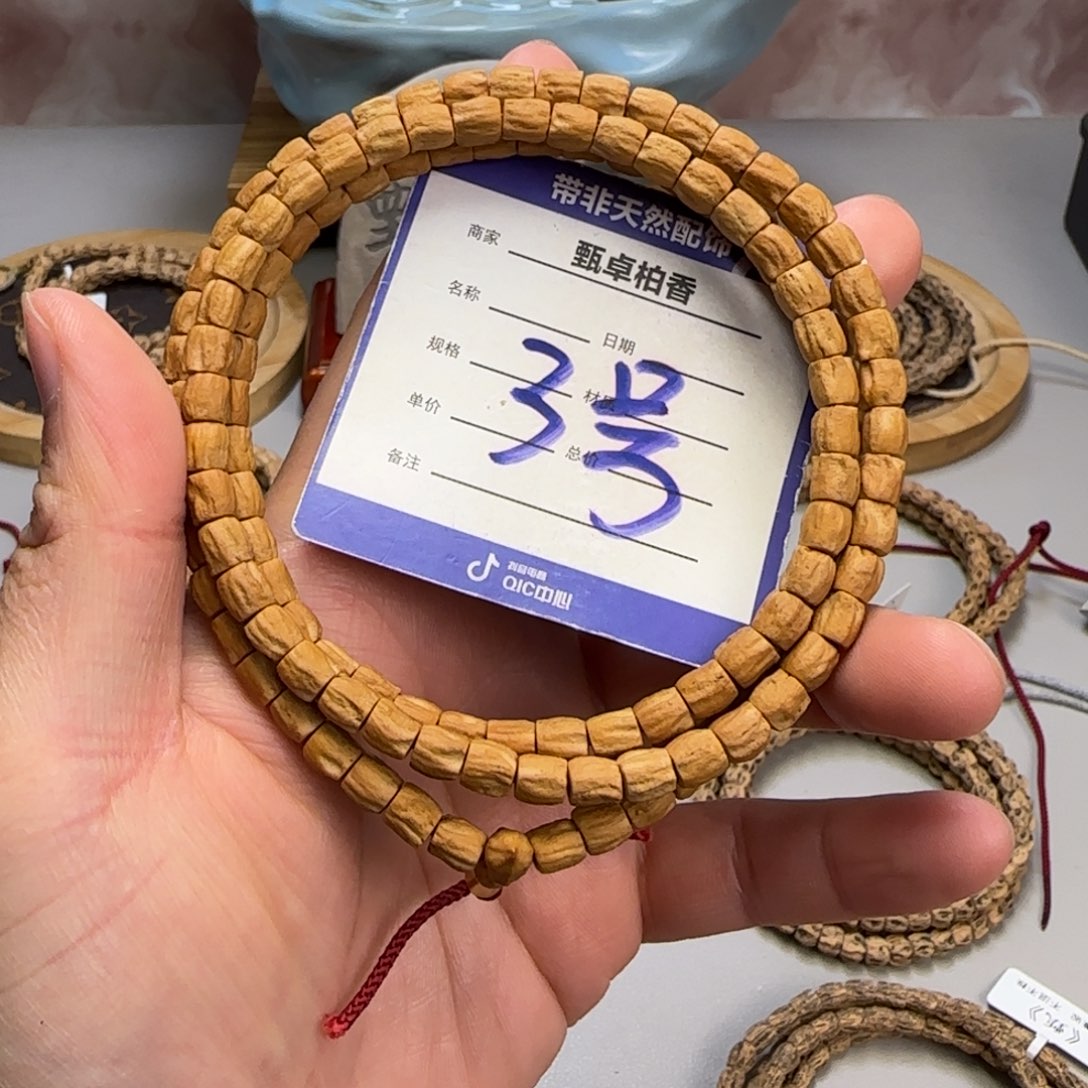 带非天然配饰
商家 甄卓柏香
名称
日期
规格
材质
单价
总价
备注
3号
抖音电商
QIC中心